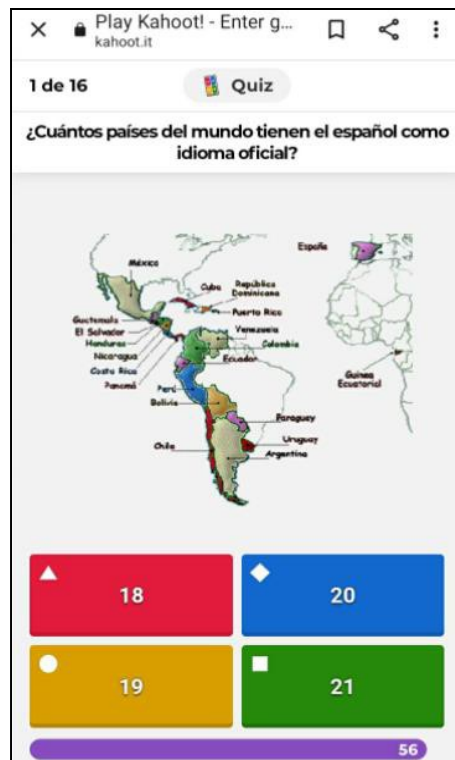 Play Kahoot! - Enter g...
kahoot.it
1 de 16
Quiz
¿Cuántos países del mundo tienen el español como
idioma oficial?
España
México
Cuba
República
Dominicana
Puerto Rico
Guatemala
El Salvador
Honduras
Nicaragua
Costa Rica
Panamá
Venezuela
Colombia
Ecuador
Guinea
Ecuatorial
Perú
Bolivia
Paraguay
Chile
Uruguay
Argentina
18
20
19
21
56